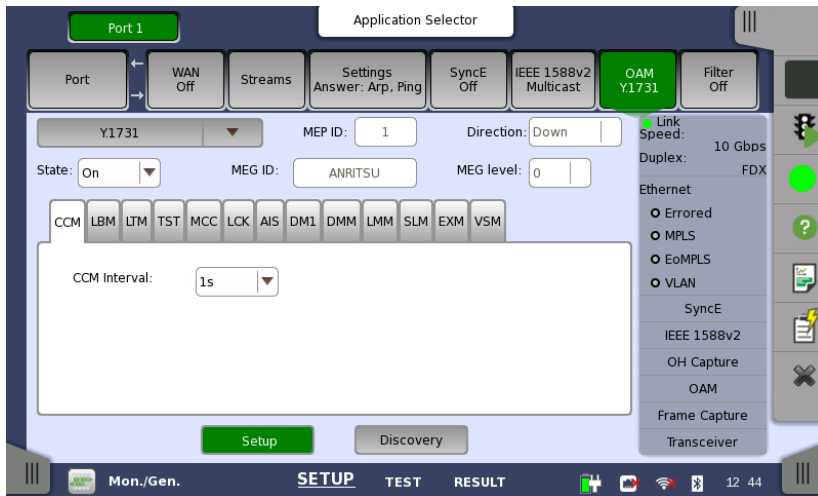 Port 1
Application Selector
Port
WAN
Off
Streams
Settings
Answer: Arp, Ping
SyncE
Off
IEEE 1588v2
Multicast
OAM
Y.1731
Filter
Off
Y.1731
MEP ID:
1
Direction:
Down
State:
On
MEG ID:
ANRITSU
MEG level:
0
CCM
LBM
LTM
TST
MCC
LCK
AIS
DM1
DMM
LMM
SLM
EXM
VSM
CCM Interval:
1s
Setup
Discovery
Link
Speed:
10 Gbps
Duplex:
FDX
Ethernet
Errored
MPLS
EoMPLS
VLAN
SyncE
IEEE 1588v2
OH Capture
OAM
Frame Capture
Transceiver
Mon./Gen.
SETUP
TEST
RESULT
12 44